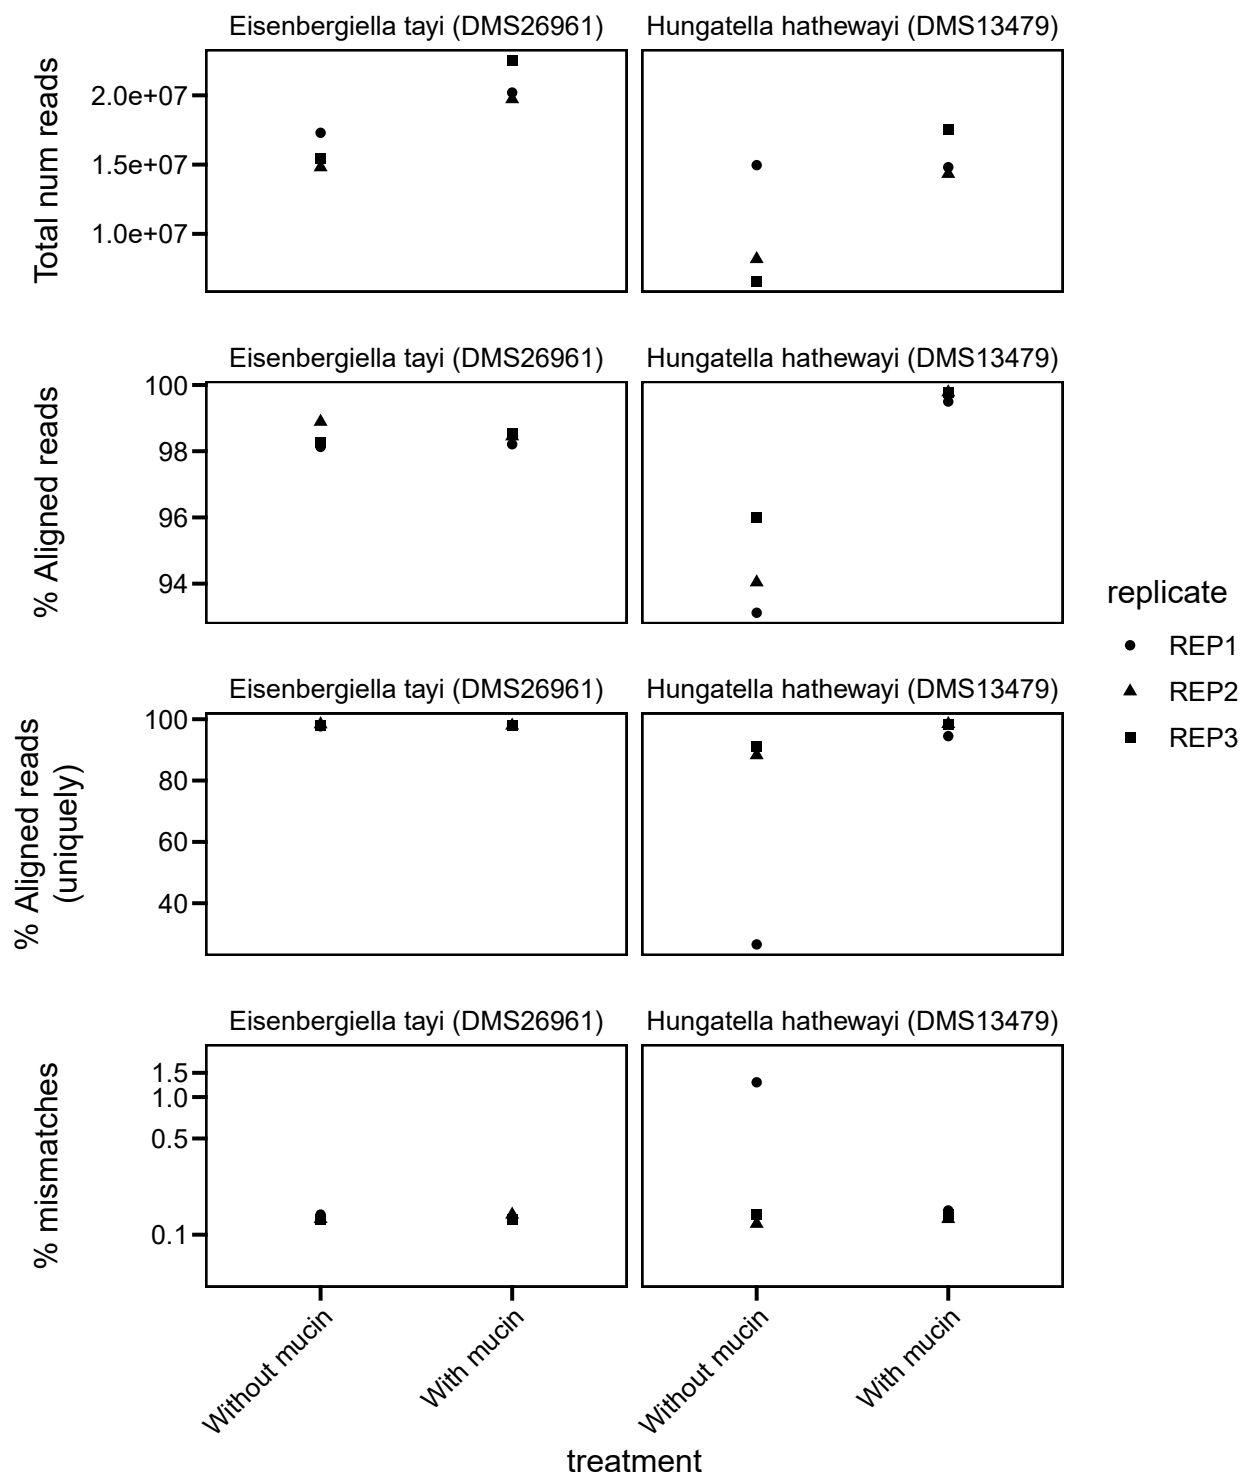 Eisenbergiella tayi (DMS26961)
Hungatella hathewayi (DMS13479)
Total num reads
2.0e+07
1.5e+07
1.0e+07
Eisenbergiella tayi (DMS26961)
Hungatella hathewayi (DMS13479)
% Aligned reads
100
98
96
94
Eisenbergiella tayi (DMS26961)
Hungatella hathewayi (DMS13479)
% Aligned reads
(uniquely)
100
80
60
40
Eisenbergiella tayi (DMS26961)
Hungatella hathewayi (DMS13479)
% mismatches
1.5
1.0
0.5
0.1
Without mucin
With mucin
Without mucin
With mucin
treatment
replicate
REP1
REP2
REP3